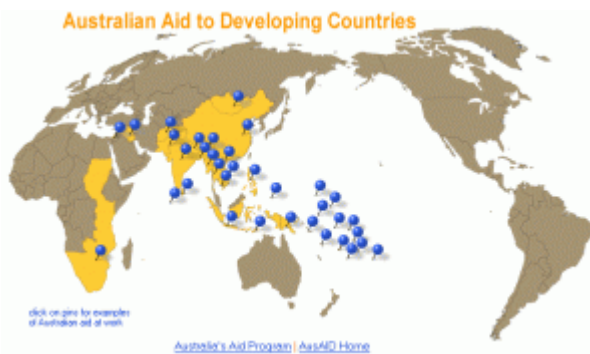 Australian Aid to Developing Countries
click on pins for examples
of Australian aid at work
Australia's Aid Program | AusAID Home